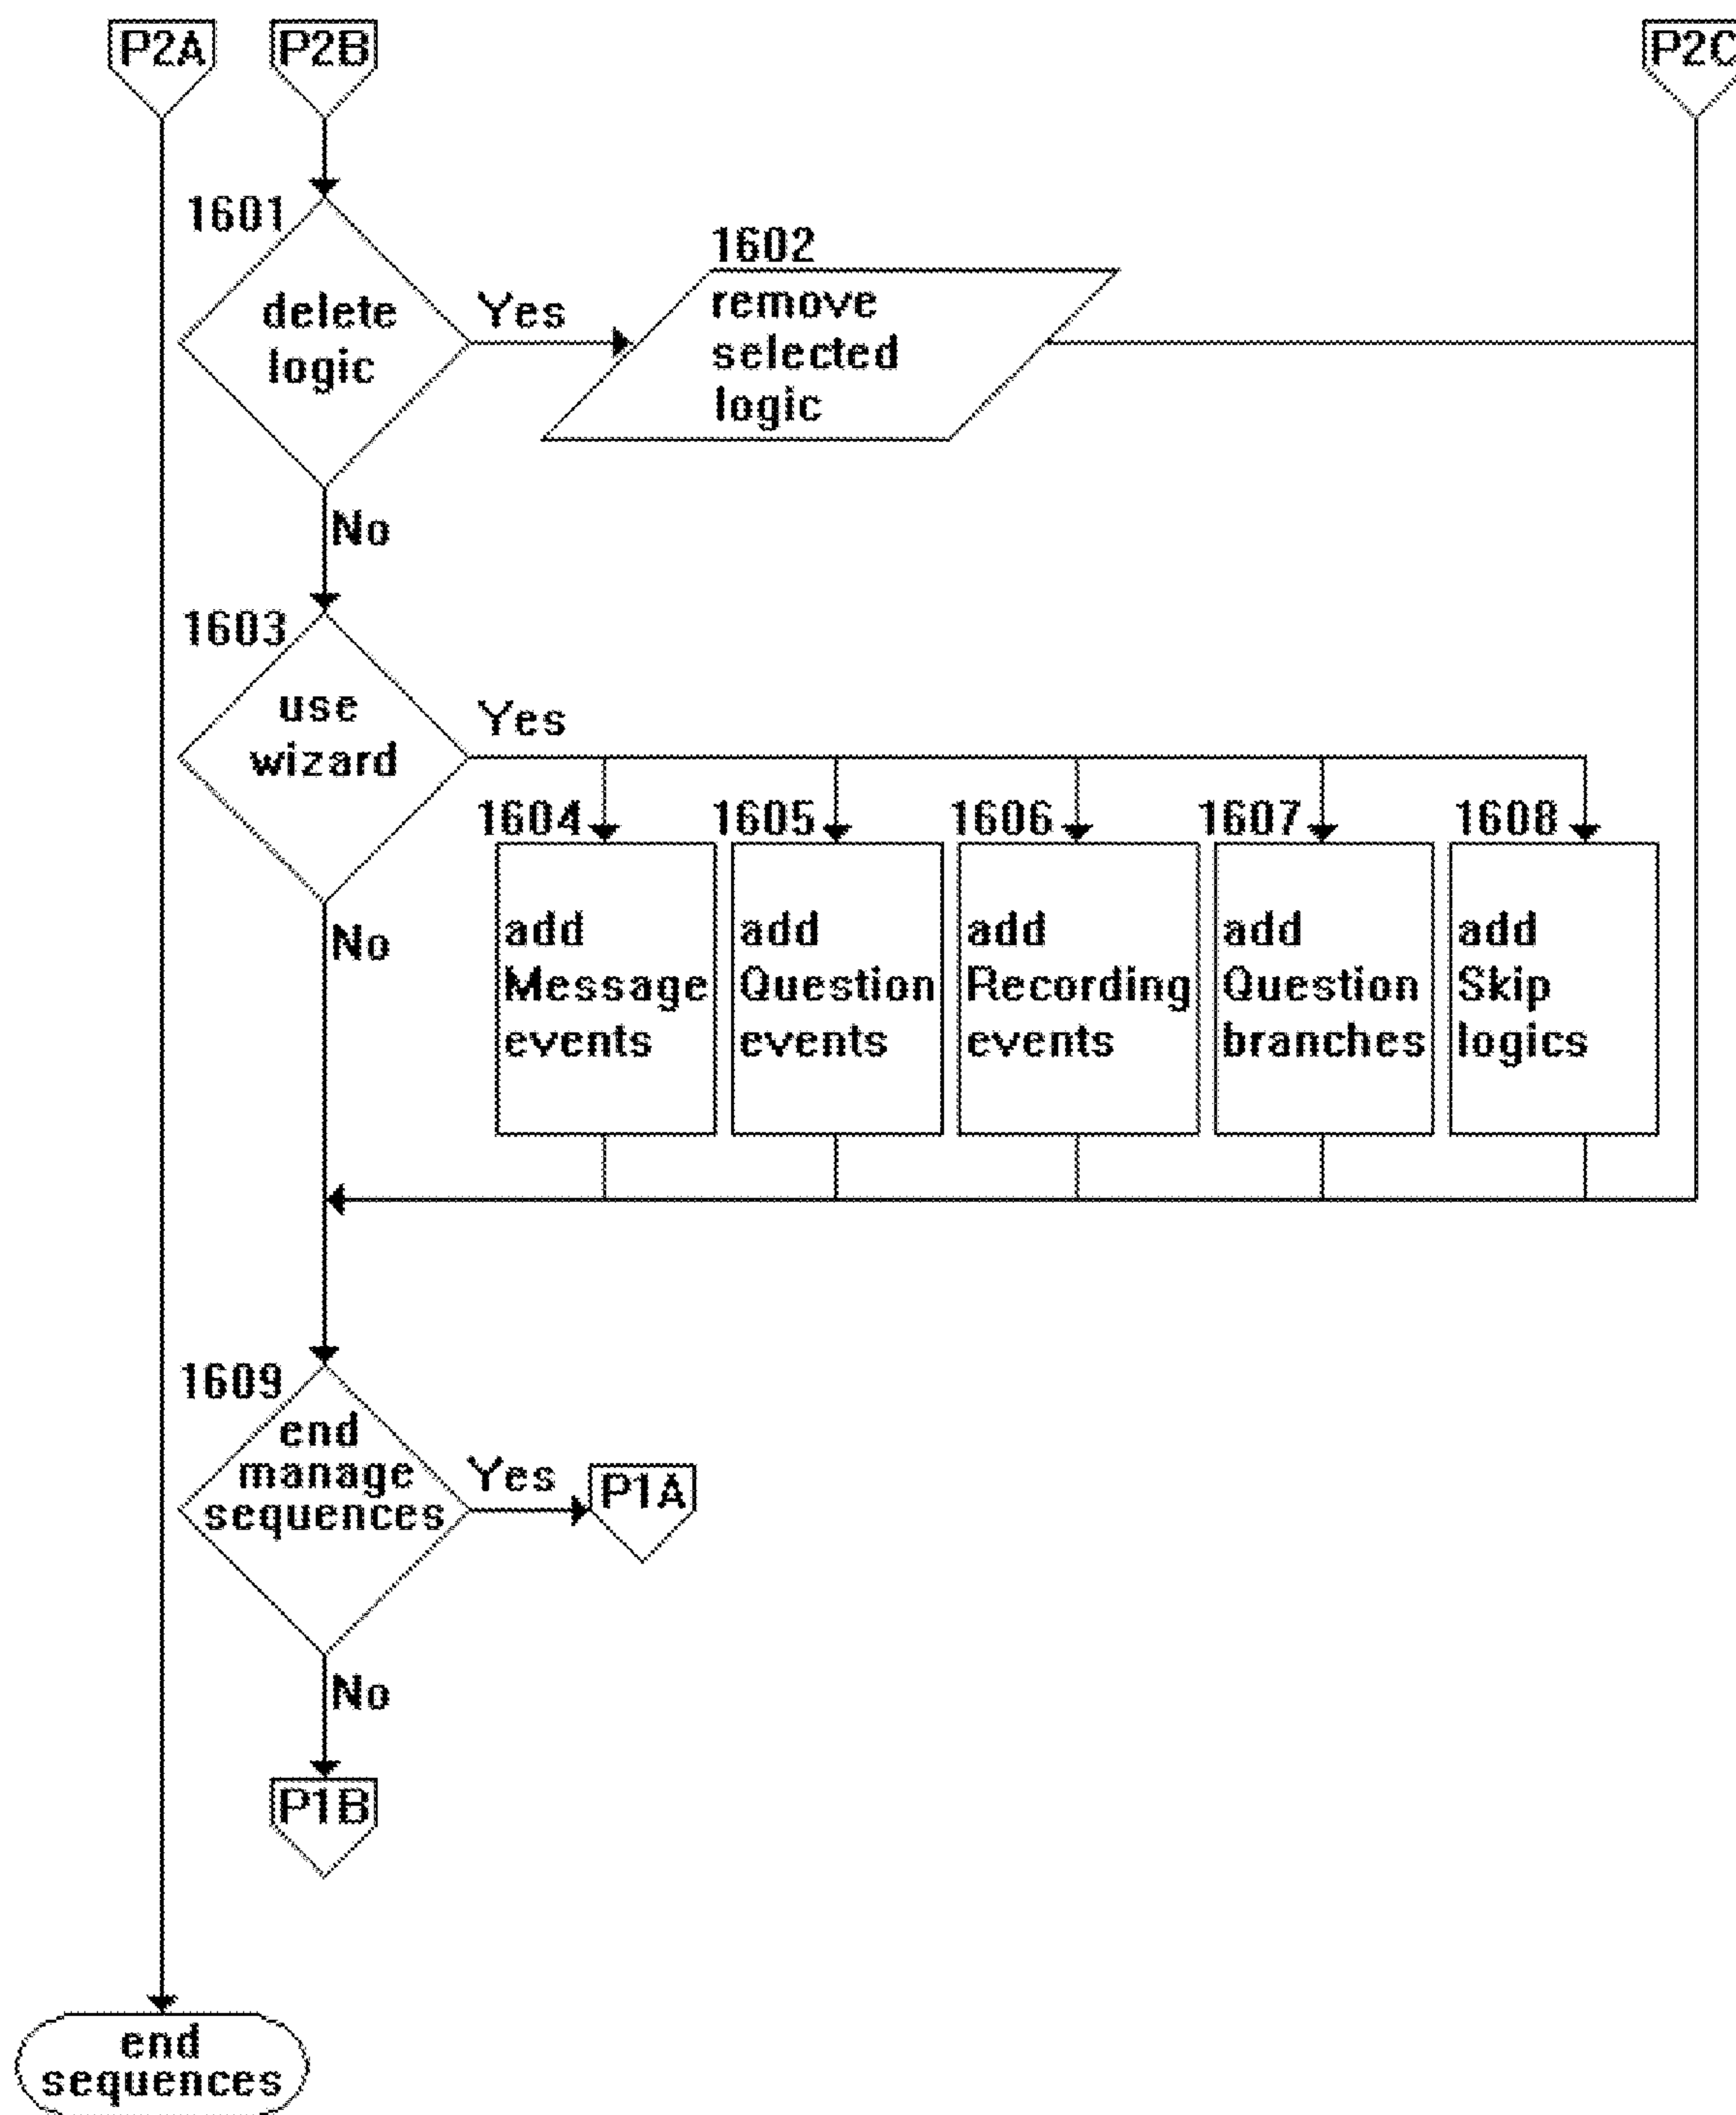 P2A
P2B
P2C
1601
delete
logic
Yes
1602
remove
selected
logic
No
1603
use
wizard
Yes
1604
add
Message
events
1605
add
Question
events
1606
add
Recording
events
1607
add
Question
branches
1608
add
Skip
logics
No
1609
end
manage
sequences
Yes
P1A
No
P1B
end
sequences